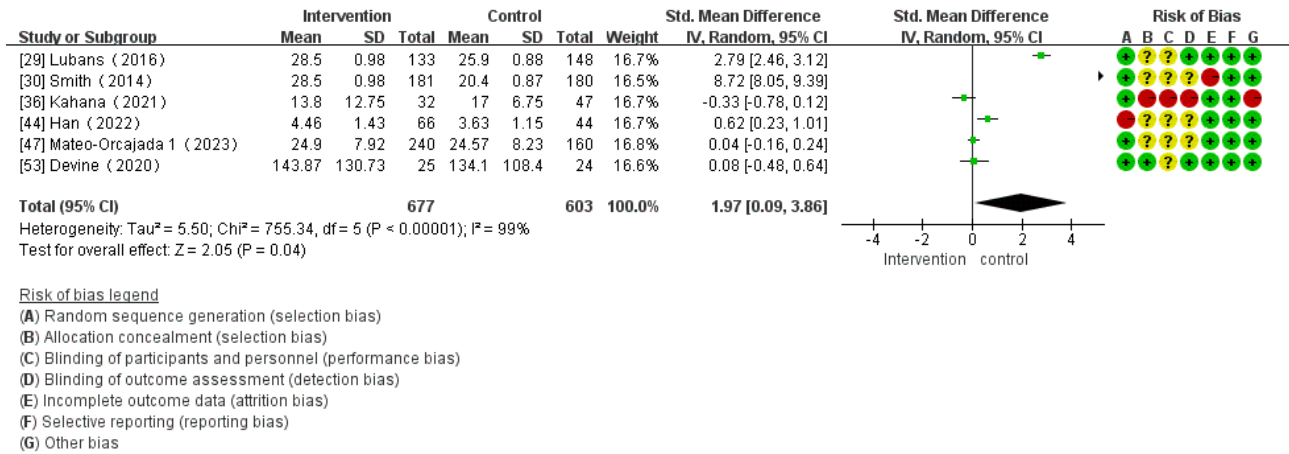 Intervention Control Std. Mean Difference Std. Mean Difference Risk of Bias
Study or Subgroup Mean SD Total Mean SD Total Weight IV, Random, 95% CI IV, Random, 95% CI A B C D E F G
[29] Lubans（2016） 28.5 0.98 133 25.9 0.88 148 16.7% 2.79 [2.46, 3.12] + ? ? + + + +
[30] Smith（2014） 28.5 0.98 181 20.4 0.87 180 16.5% 8.72 [8.05, 9.39] + ? ? ? - + +
[36] Kahana（2021） 13.8 12.75 32 17 6.75 47 16.7% -0.33 [-0.78, 0.12] + - - - + + -
[44] Han（2022） 4.46 1.43 66 3.63 1.15 44 16.7% 0.62 [0.23, 1.01] - ? ? ? + + +
[47] Mateo-Orcajada 1（2023） 24.9 7.92 240 24.57 8.23 160 16.8% 0.04 [-0.16, 0.24] + ? ? ? + + +
[53] Devine（2020） 143.87 130.73 25 134.1 108.4 24 16.6% 0.08 [-0.48, 0.64] + + ? + + + +
Total (95% CI) 677 603 100.0% 1.97 [0.09, 3.86]
Heterogeneity: Tau² = 5.50; Chi² = 755.34, df = 5 (P < 0.00001); I² = 99%
Test for overall effect: Z = 2.05 (P = 0.04)
-4 -2 0 2 4
Intervention control
Risk of bias legend
(A) Random sequence generation (selection bias)
(B) Allocation concealment (selection bias)
(C) Blinding of participants and personnel (performance bias)
(D) Blinding of outcome assessment (detection bias)
(E) Incomplete outcome data (attrition bias)
(F) Selective reporting (reporting bias)
(G) Other bias